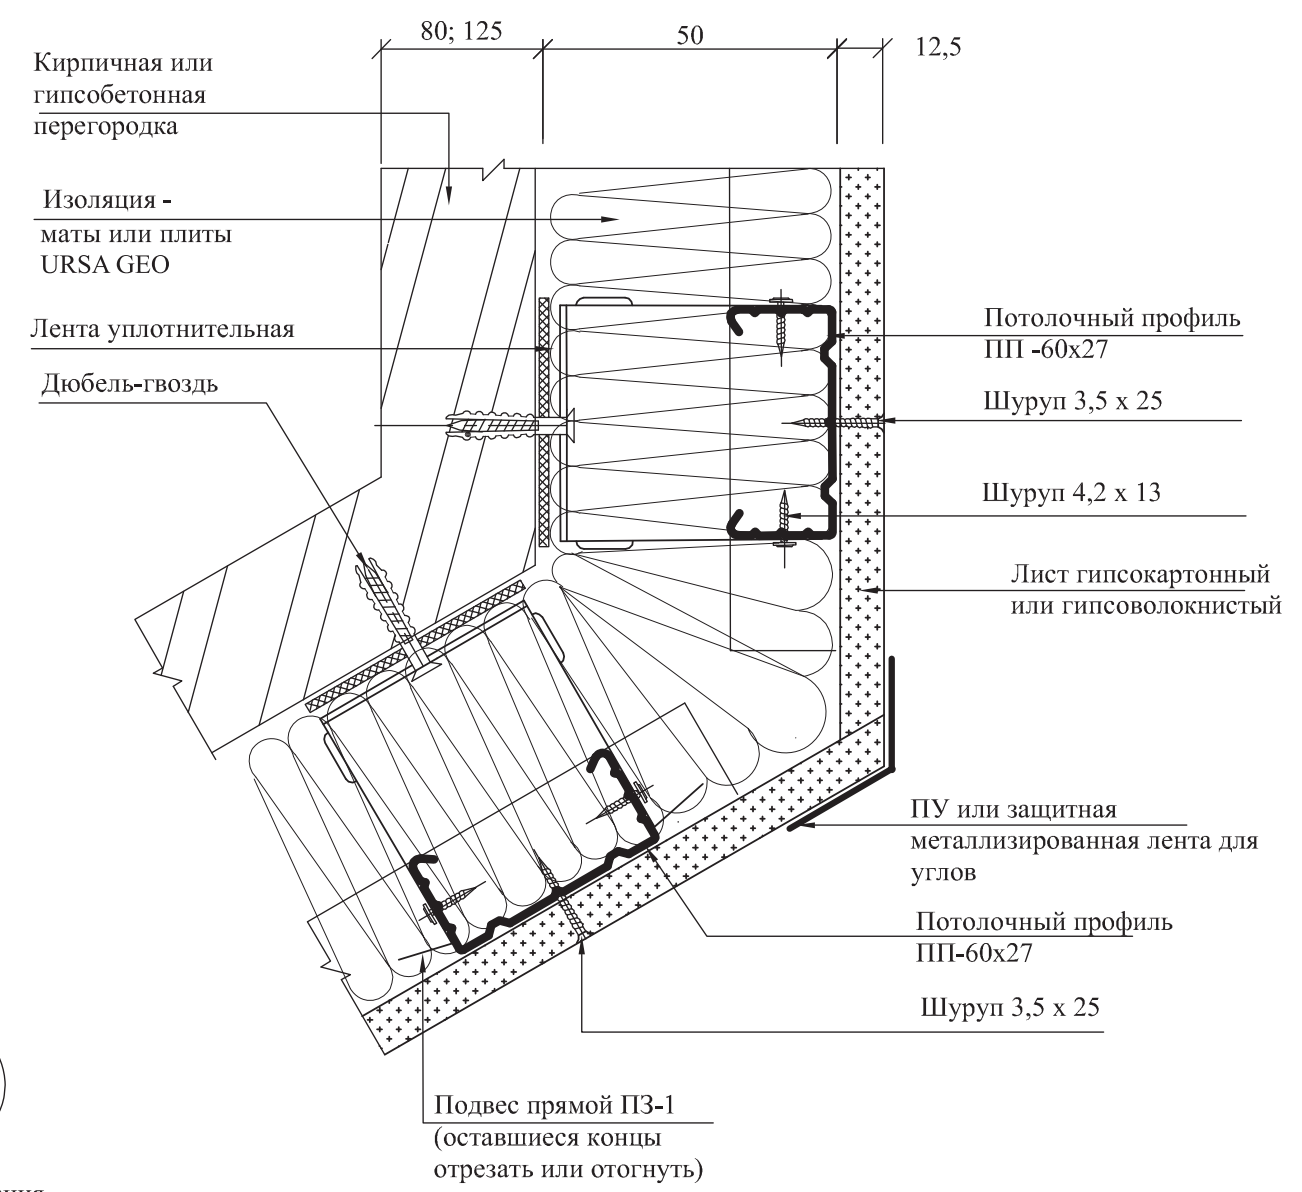 80; 125
50
12,5
Кирпичная или
гипсобетонная
перегородка
Изоляция -
маты или плиты
URSA GEO
Лента уплотнительная
Дюбель-гвоздь
Потолочный профиль
ПП -60х27
Шуруп 3,5 х 25
Шуруп 4,2 х 13
Лист гипсокартонный
или гипсоволокнистый
ПУ или защитная
металлизированная лента для
углов
Потолочный профиль
ПП-60х27
Шуруп 3,5 х 25
Подвес прямой ПЗ-1
(оставшиеся концы
отрезать или отогнуть)